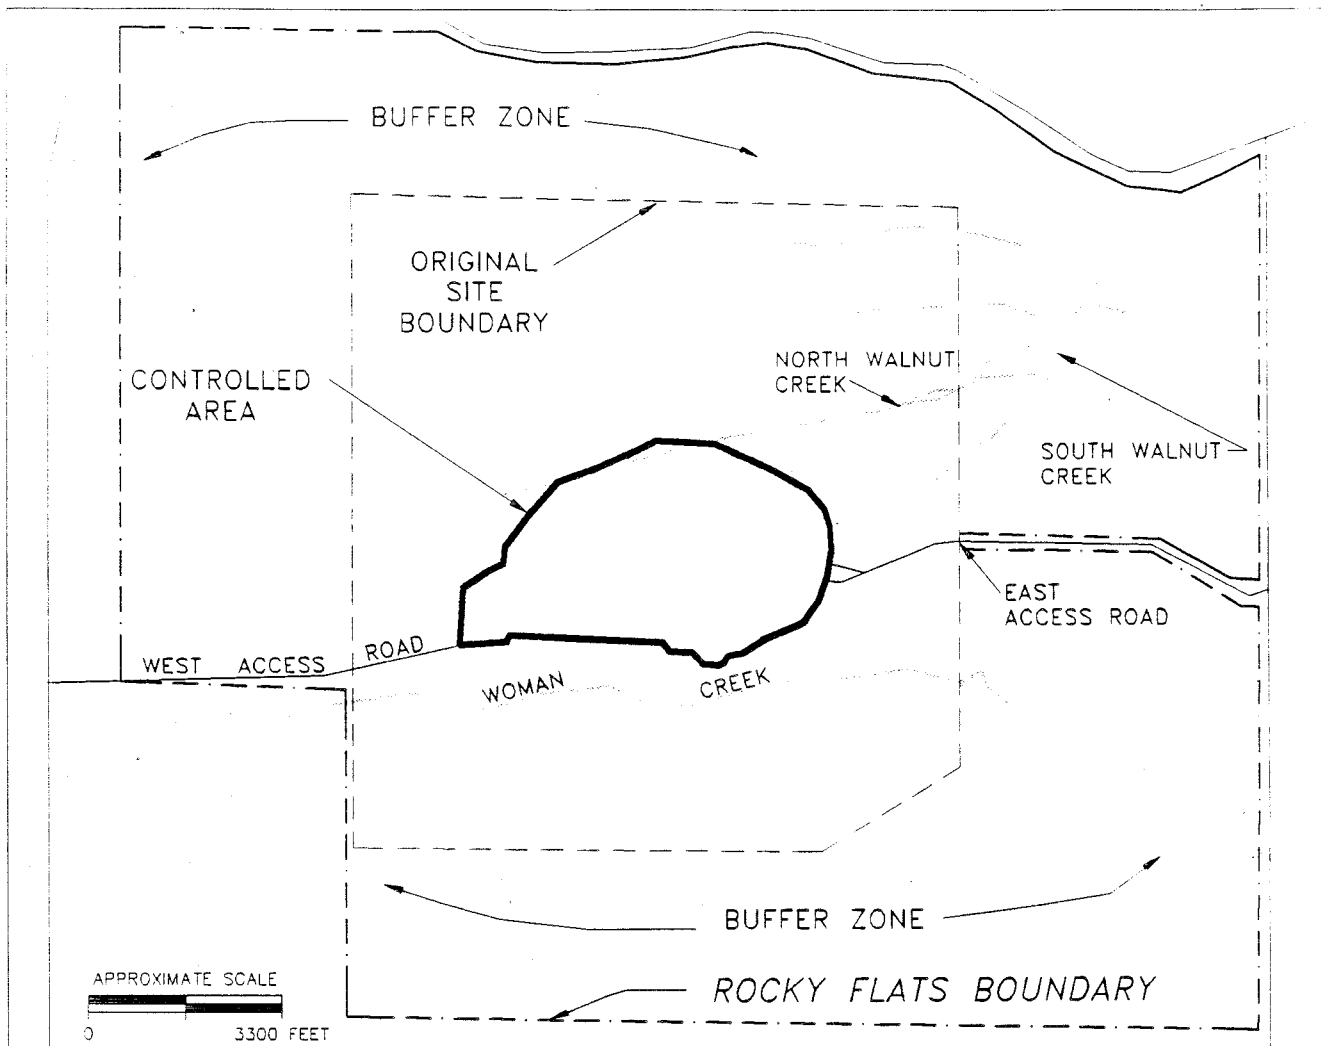 BUFFER ZONE
ORIGINAL
SITE
BOUNDARY
CONTROLLED
AREA
NORTH WALNUT
CREEK
SOUTH WALNUT
CREEK
EAST
ACCESS ROAD
WEST ACCESS ROAD
WOMAN CREEK
BUFFER ZONE
ROCKY FLATS BOUNDARY
APPROXIMATE SCALE
0 3300 FEET